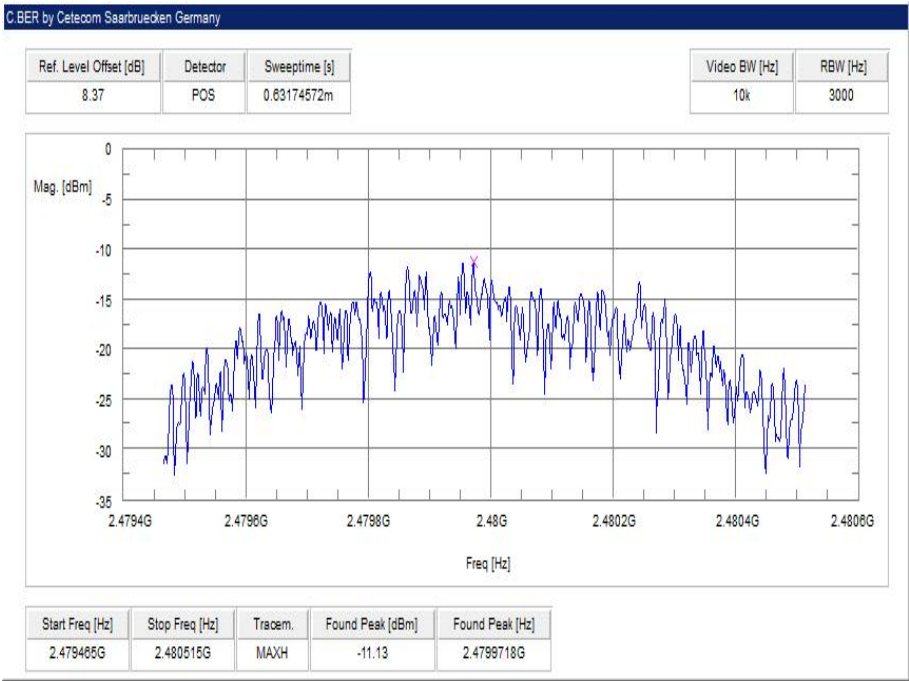 C.BER by Cetecom Saarbruecken Germany
Ref. Level Offset [dB] Detector Sweeptime [s] Video BW [Hz] RBW [Hz]
8.37 POS 0.63174572m 10k 3000
0
Mag. [dBm]
-5
-10
-15
-20
-25
-30
-35
2.4794G 2.4796G 2.4798G 2.48G 2.4802G 2.4804G 2.4806G
Freq [Hz]
Start Freq [Hz] Stop Freq [Hz] Tracem. Found Peak [dBm] Found Peak [Hz]
2.479465G 2.480515G MAXH -11.13 2.4799718G